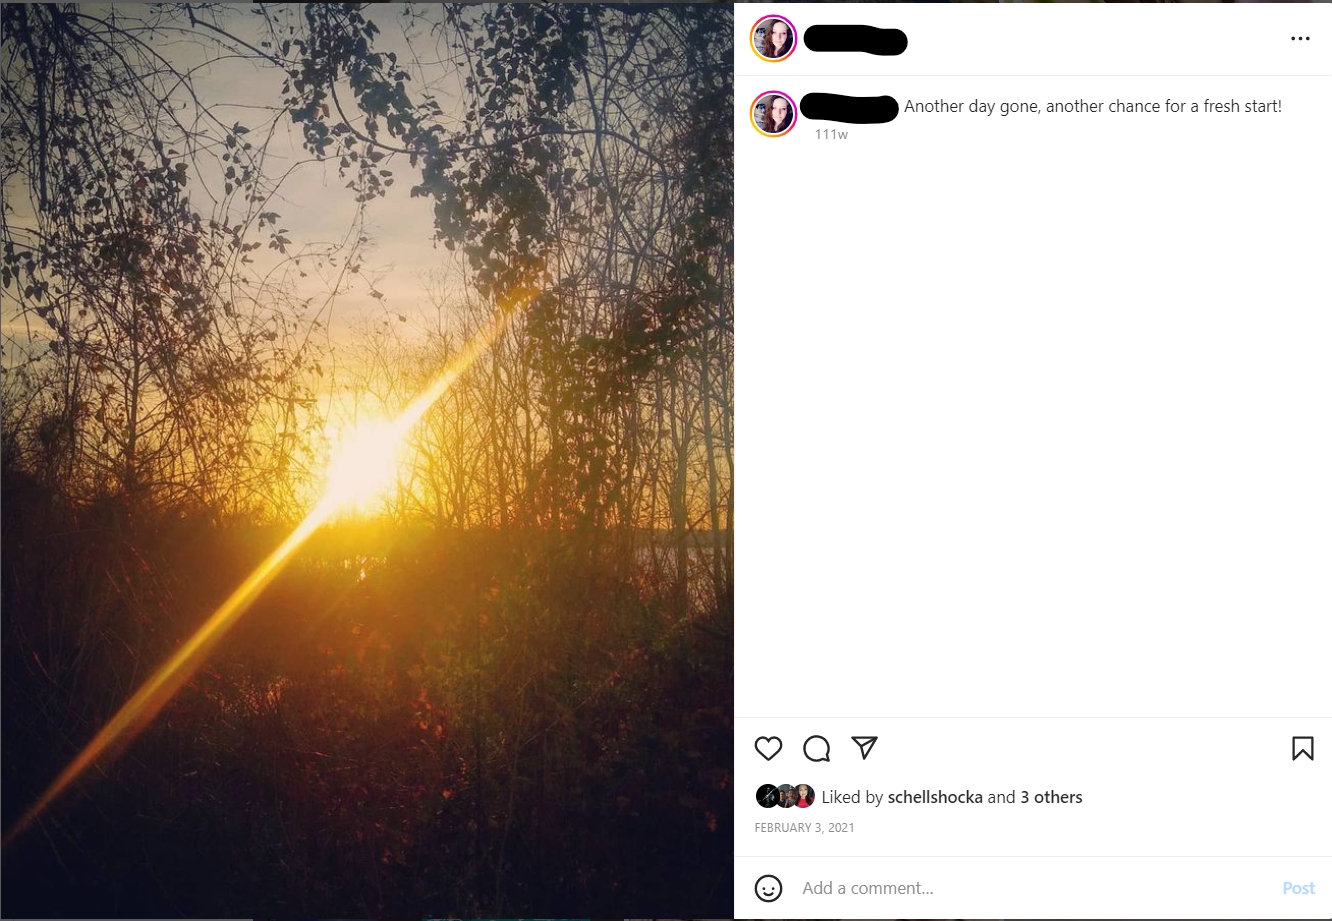 Another day gone, another chance for a fresh start!
111w
Liked by schellshocka and 3 others
FEBRUARY 3, 2021
Add a comment...
Post